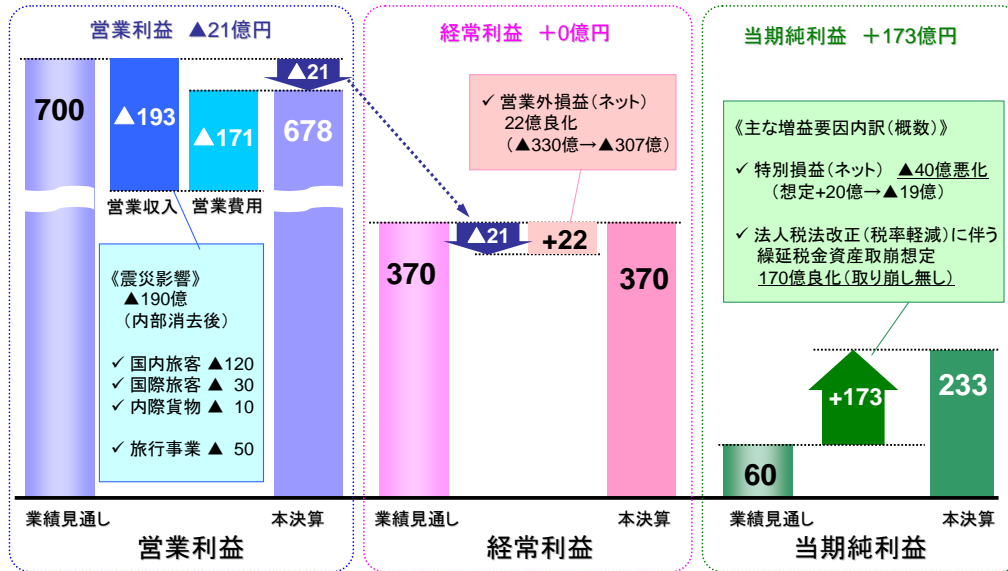 営業利益 ▲21億円
700
▲193
▲171
▲21
678
営業収入
営業費用
《震災影響》
▲190億
(内部消去後)
✓ 国内旅客 ▲120
✓ 国際旅客 ▲ 30
✓ 内際貨物 ▲ 10
✓ 旅行事業 ▲ 50
業績見通し
本決算
営業利益
経常利益 +0億円
✓ 営業外損益(ネット)
22億良化
(▲330億→▲307億)
370
▲21
+22
370
業績見通し
本決算
経常利益
当期純利益 +173億円
《主な増益要因内訳(概数)》
✓ 特別損益(ネット) ▲40億悪化
(想定+20億→▲19億)
✓ 法人税法改正(税率軽減)に伴う
繰延税金資産取崩想定
170億良化(取り崩し無し)
60
+173
233
業績見通し
本決算
当期純利益